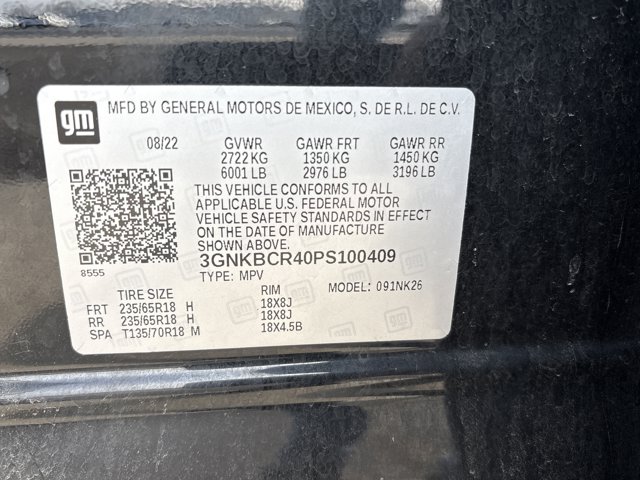 gm
MFD BY GENERAL MOTORS DE MEXICO, S. DE R.L. DE C.V.
08/22 GVWR GAWR FRT GAWR RR
2722 KG 1350 KG 1450 KG
6001 LB 2976 LB 3196 LB
THIS VEHICLE CONFORMS TO ALL
APPLICABLE U.S. FEDERAL MOTOR
VEHICLE SAFETY STANDARDS IN EFFECT
ON THE DATE OF MANUFACTURE
SHOWN ABOVE.
8555
3GNKBCR40PS100409
TYPE: MPV
TIRE SIZE RIM MODEL: 091NK26
FRT 235/65R18 H 18X8J
RR 235/65R18 H 18X8J
SPA T135/70R18 M 18X4.5B